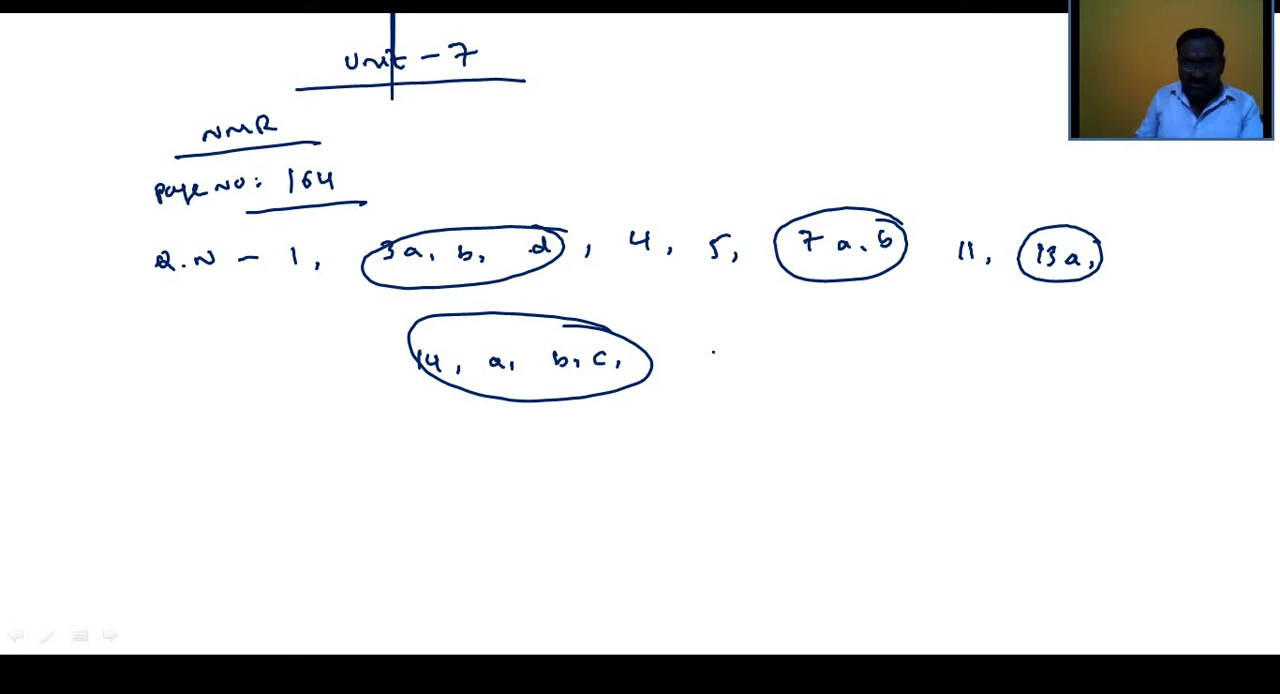 Unit - 7
NMR
Page No: 164
Q.N - 1, 3a, b, d, 4, 5, 7 a, b 11, 13a,
14, a, b, c,